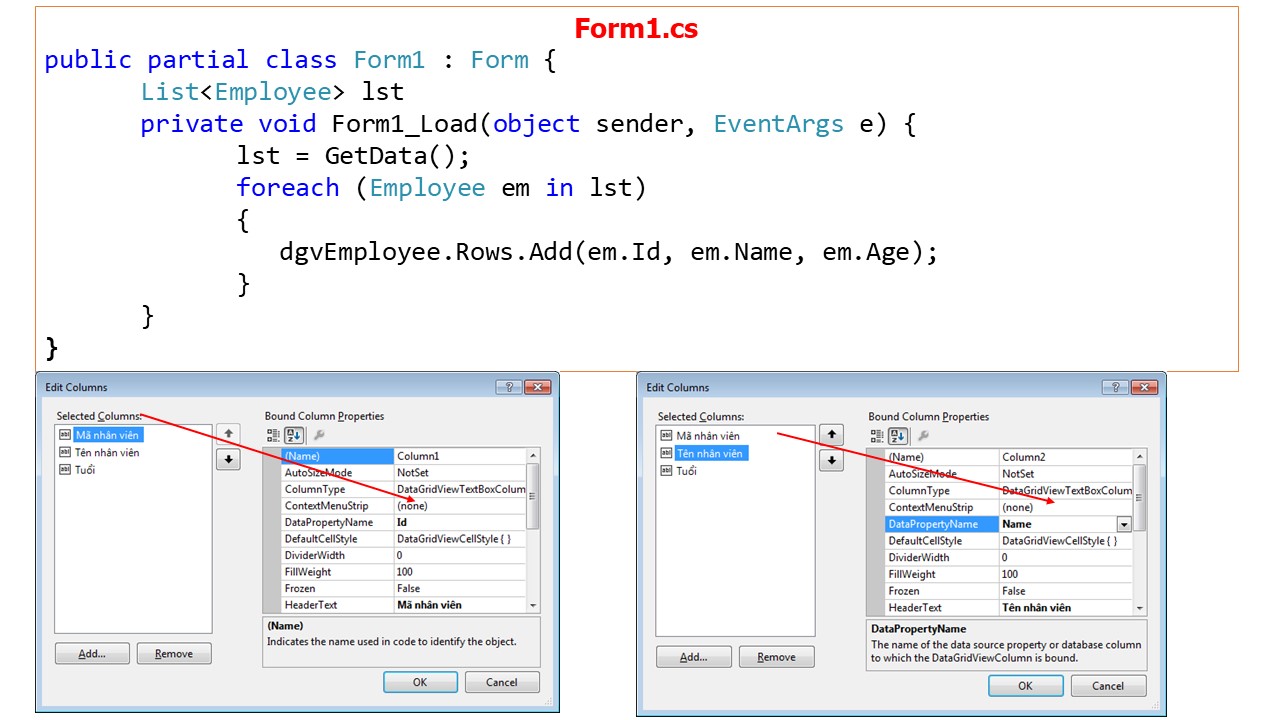 Form1.cs
public partial class Form1 : Form {
List<Employee> lst
private void Form1_Load(object sender, EventArgs e) {
lst = GetData();
foreach (Employee em in lst)
{
dgvEmployee.Rows.Add(em.Id, em.Name, em.Age);
}
}
}
Edit Columns
Selected Columns:
Mã nhân viên
Tên nhân viên
Tuổi
Add...
Remove
Bound Column Properties
(Name) Column1
AutoSizeMode NotSet
ColumnType DataGridViewTextBoxColum
ContextMenuStrip (none)
DataPropertyName Id
DefaultCellStyle DataGridViewCellStyle { }
DividerWidth 0
FillWeight 100
Frozen False
HeaderText Mã nhân viên
(Name)
Indicates the name used in code to identify the object.
OK
Cancel
Edit Columns
Selected Columns:
Mã nhân viên
Tên nhân viên
Tuổi
Add...
Remove
Bound Column Properties
(Name) Column2
AutoSizeMode NotSet
ColumnType DataGridViewTextBoxColum
ContextMenuStrip (none)
DataPropertyName Name
DefaultCellStyle DataGridViewCellStyle { }
DividerWidth 0
FillWeight 100
Frozen False
HeaderText Tên nhân viên
DataPropertyName
The name of the data source property or database column
to which the DataGridViewColumn is bound.
OK
Cancel